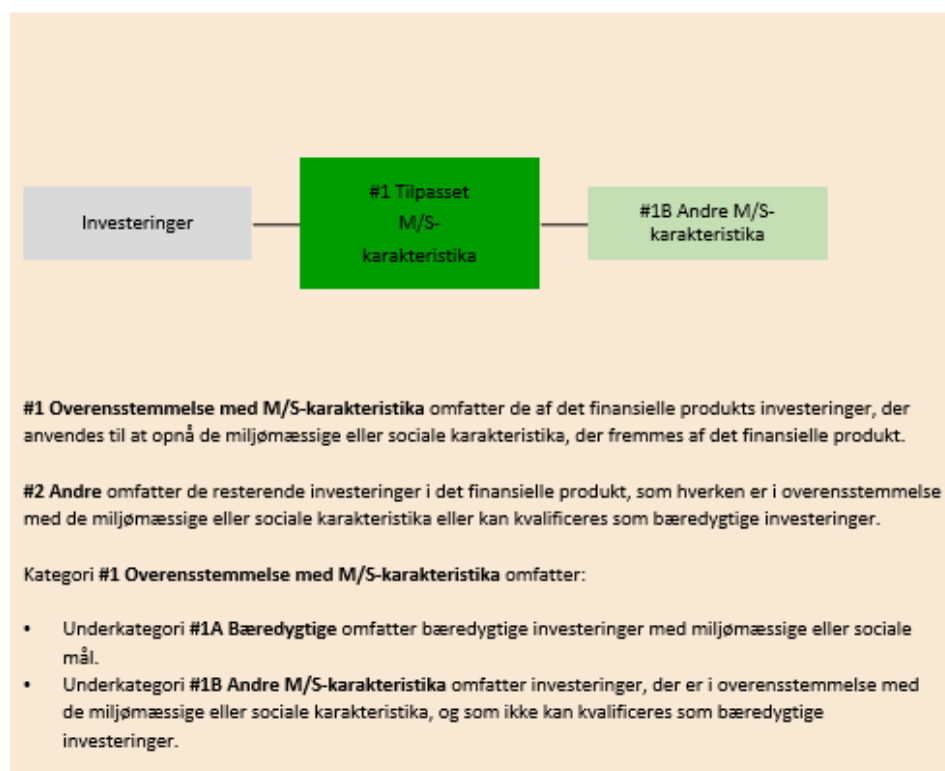 Investeringer
#1 Tilpasset
M/S-
karakteristika
#1B Andre M/S-
karakteristika
#1 Overensstemmelse med M/S-karakteristika omfatter de af det finansielle produkts investeringer, der
anvendes til at opnå de miljømæssige eller sociale karakteristika, der fremmes af det finansielle produkt.
#2 Andre omfatter de resterende investeringer i det finansielle produkt, som hverken er i overensstemmelse
med de miljømæssige eller sociale karakteristika eller kan kvalificeres som bæredygtige investeringer.
Kategori #1 Overensstemmelse med M/S-karakteristika omfatter:
• Underkategori #1A Bæredygtige omfatter bæredygtige investeringer med miljømæssige eller sociale
mål.
• Underkategori #1B Andre M/S-karakteristika omfatter investeringer, der er i overensstemmelse med
de miljømæssige eller sociale karakteristika, og som ikke kan kvalificeres som bæredygtige
investeringer.